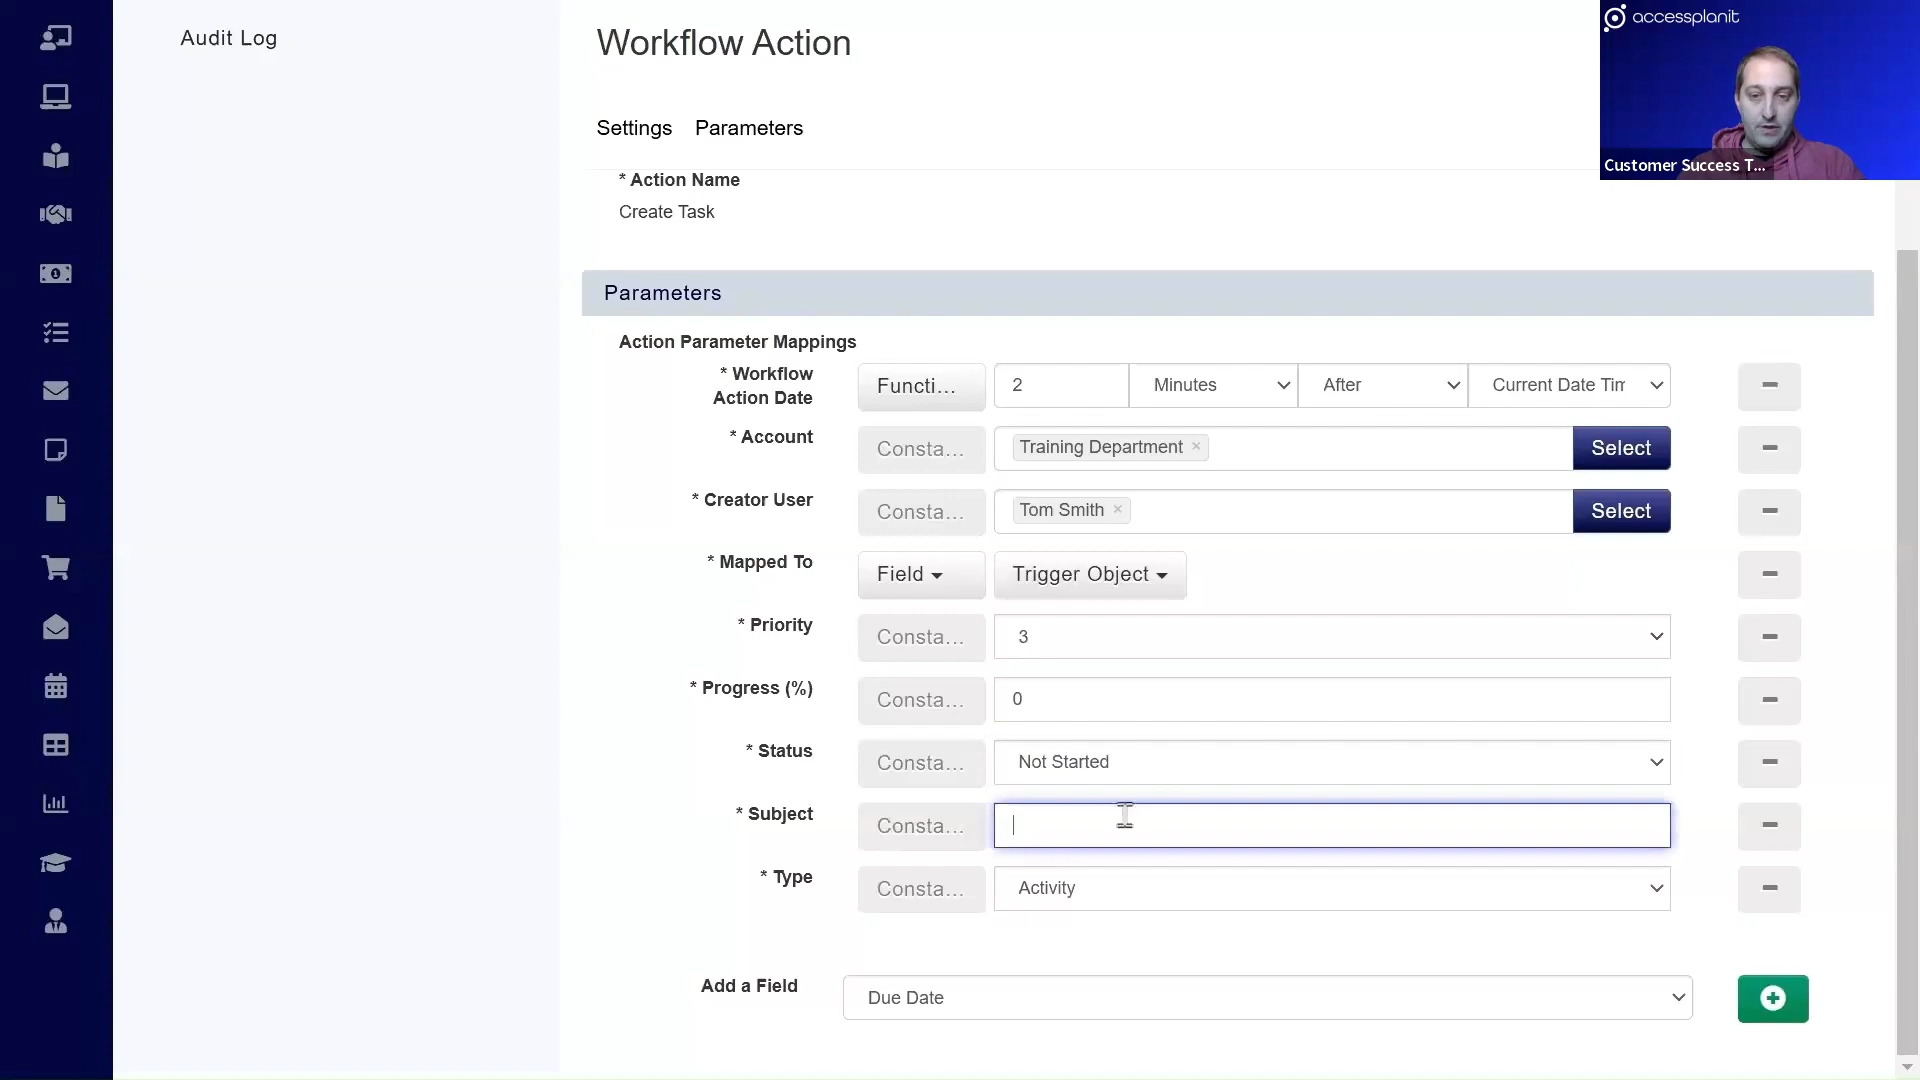 Audit Log
Workflow Action
accessplanit
Customer Success T...
Settings Parameters
* Action Name
Create Task
Parameters
Action Parameter Mappings
* Workflow Action Date Functi... 2 Minutes After Current Date Tim
* Account Consta... Training Department × Select
* Creator User Consta... Tom Smith × Select
* Mapped To Field Trigger Object
* Priority Consta... 3
* Progress (%) Consta... 0
* Status Consta... Not Started
* Subject Consta...
* Type Consta... Activity
Add a Field Due Date